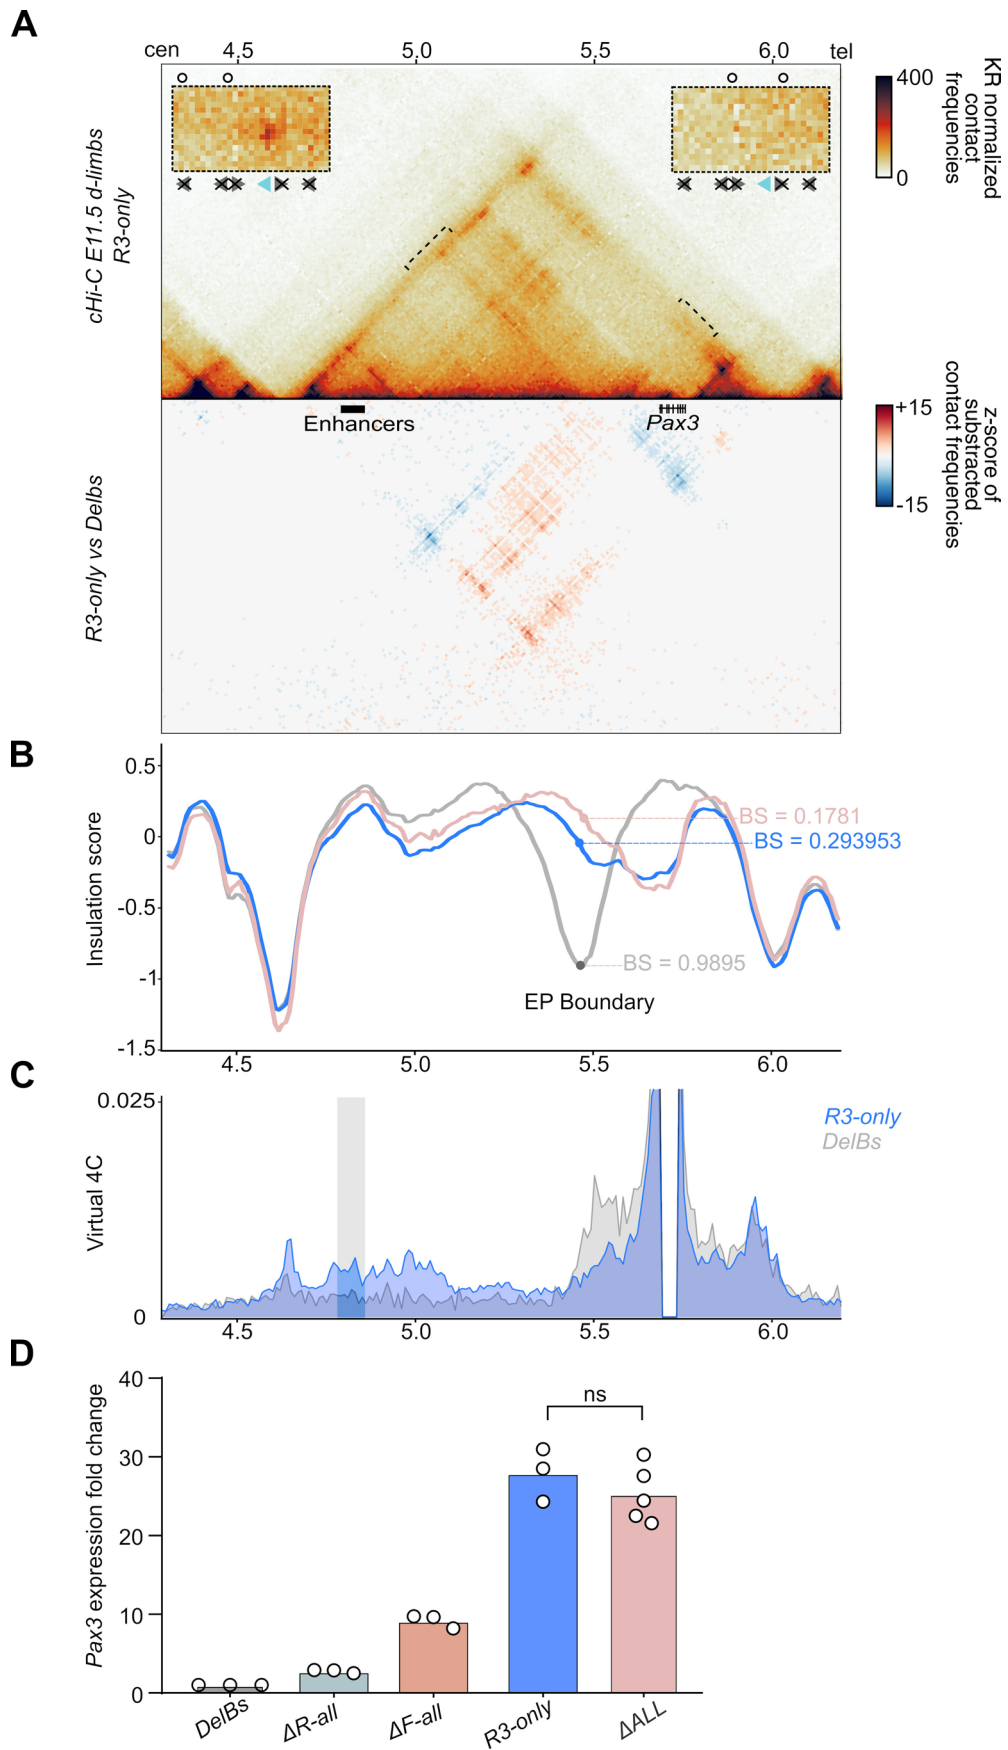 A
cen 4.5 5.0 5.5 6.0 tel
cHi-C E11.5 d-limbs
R3-only
400
0
KR normalized
contact
frequencies
Enhancers
Pax3
R3-only vs Delbs
+15
-15
z-score of
substracted
contact frequencies
B
Insulation score
0.5
0
-0.5
-1
-1.5
BS = 0.1781
BS = 0.293953
BS = 0.9895
EP Boundary
4.5 5.0 5.5 6.0
C
Virtual 4C
0.025
0
R3-only
DelBs
4.5 5.0 5.5 6.0
D
Pax3 expression fold change
40
30
20
10
0
ns
DelBs ΔR-all ΔF-all R3-only ΔALL